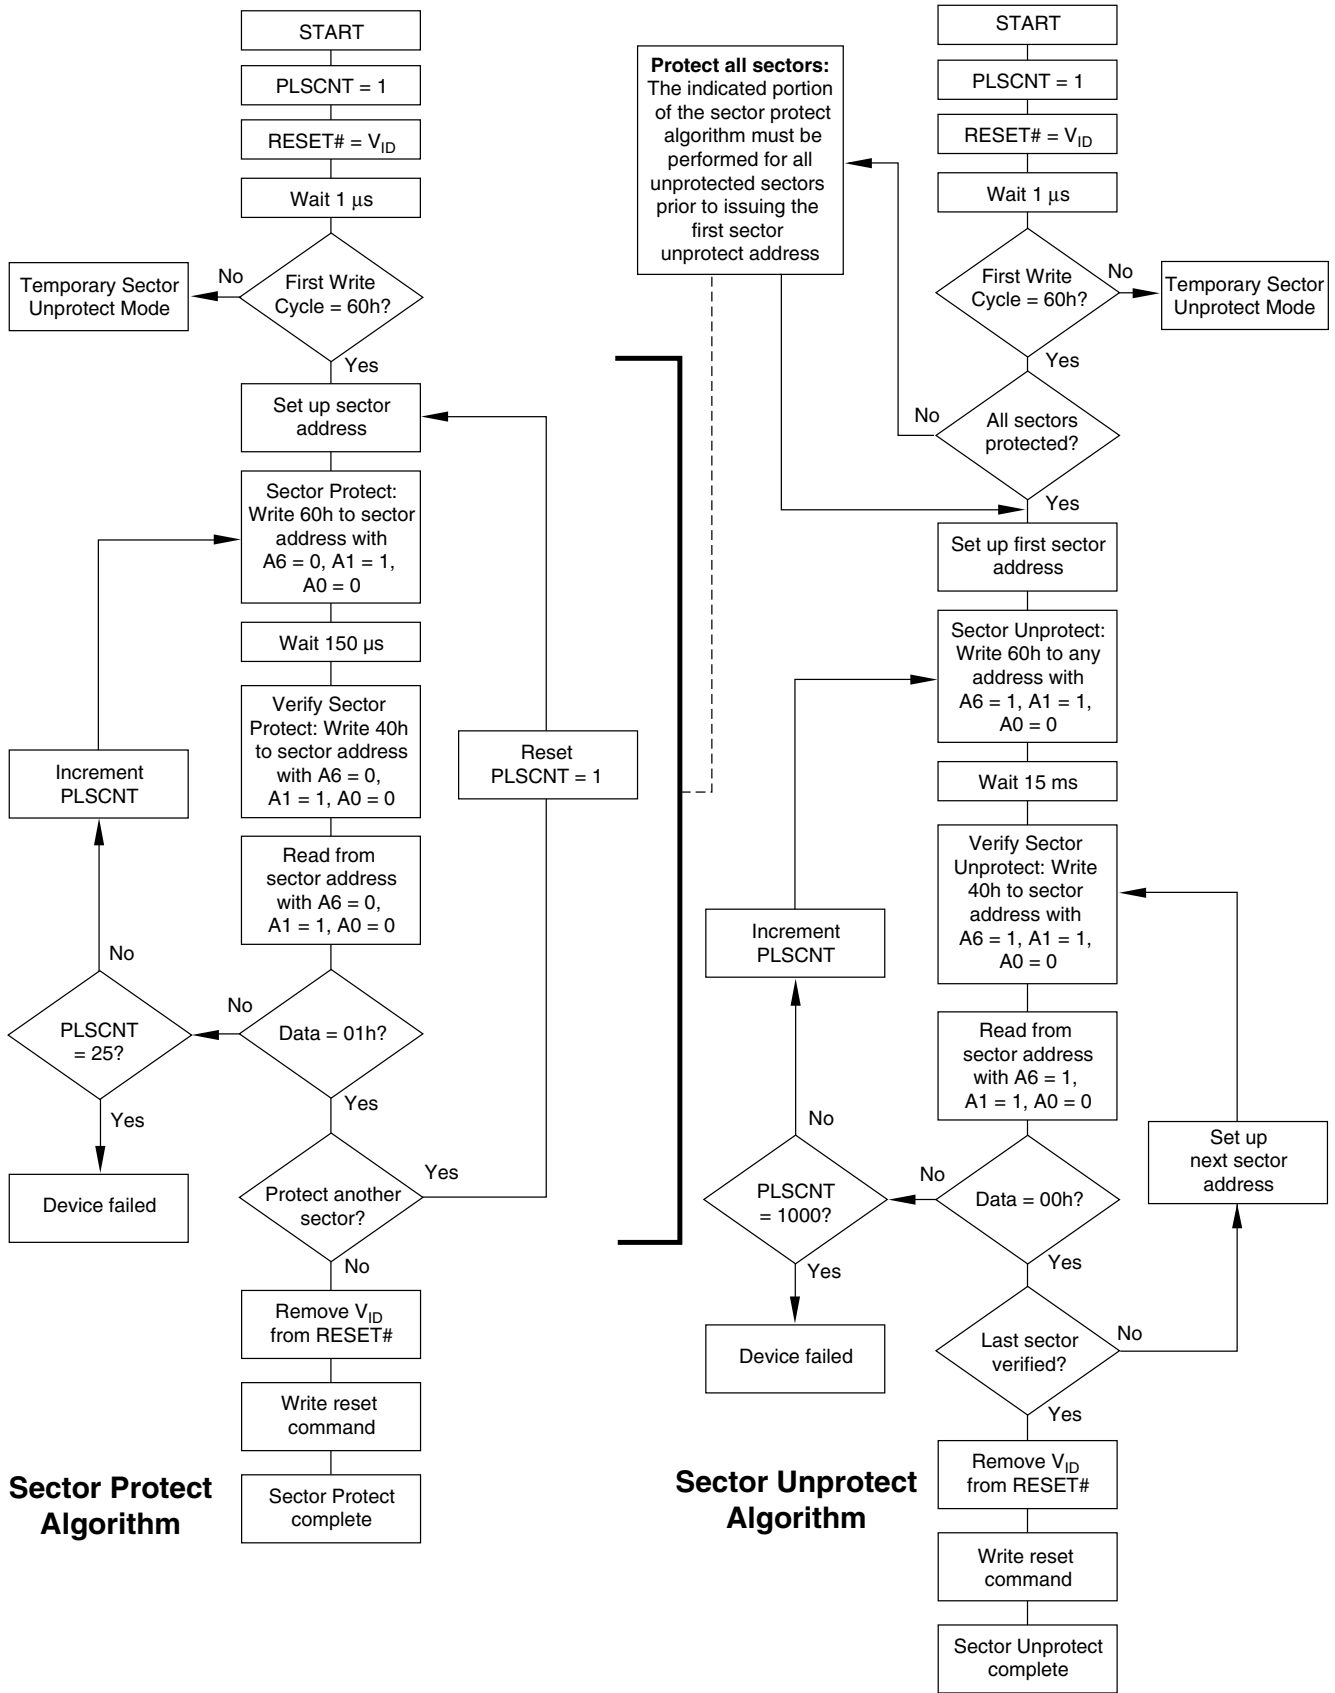 START
PLSCNT = 1
RESET# = VID
Wait 1 μs
First Write
Cycle = 60h?
No
Temporary Sector
Unprotect Mode
Yes
Set up sector
address
Sector Protect:
Write 60h to sector
address with
A6 = 0, A1 = 1,
A0 = 0
Wait 150 µs
Verify Sector
Protect: Write 40h
to sector address
with A6 = 0,
A1 = 1, A0 = 0
Reset
PLSCNT = 1
Increment
PLSCNT
Read from
sector address
with A6 = 0,
A1 = 1, A0 = 0
No
No
PLSCNT
= 25?
Data = 01h?
Yes
Yes
Device failed
Protect another
sector?
Yes
No
Remove VID
from RESET#
Write reset
command
Sector Protect
complete
Sector Protect
Algorithm
Protect all sectors:
The indicated portion
of the sector protect
algorithm must be
performed for all
unprotected sectors
prior to issuing the
first sector
unprotect address
START
PLSCNT = 1
RESET# = VID
Wait 1 μs
First Write
Cycle = 60h?
No
Temporary Sector
Unprotect Mode
Yes
No
All sectors
protected?
Yes
Set up first sector
address
Sector Unprotect:
Write 60h to any
address with
A6 = 1, A1 = 1,
A0 = 0
Wait 15 ms
Verify Sector
Unprotect: Write
40h to sector
address with
A6 = 1, A1 = 1,
A0 = 0
Increment
PLSCNT
Read from
sector address
with A6 = 1,
A1 = 1, A0 = 0
No
No
PLSCNT
= 1000?
Data = 00h?
Set up
next sector
address
Yes
Yes
Device failed
Last sector
verified?
No
Yes
Remove VID
from RESET#
Write reset
command
Sector Unprotect
complete
Sector Unprotect
Algorithm